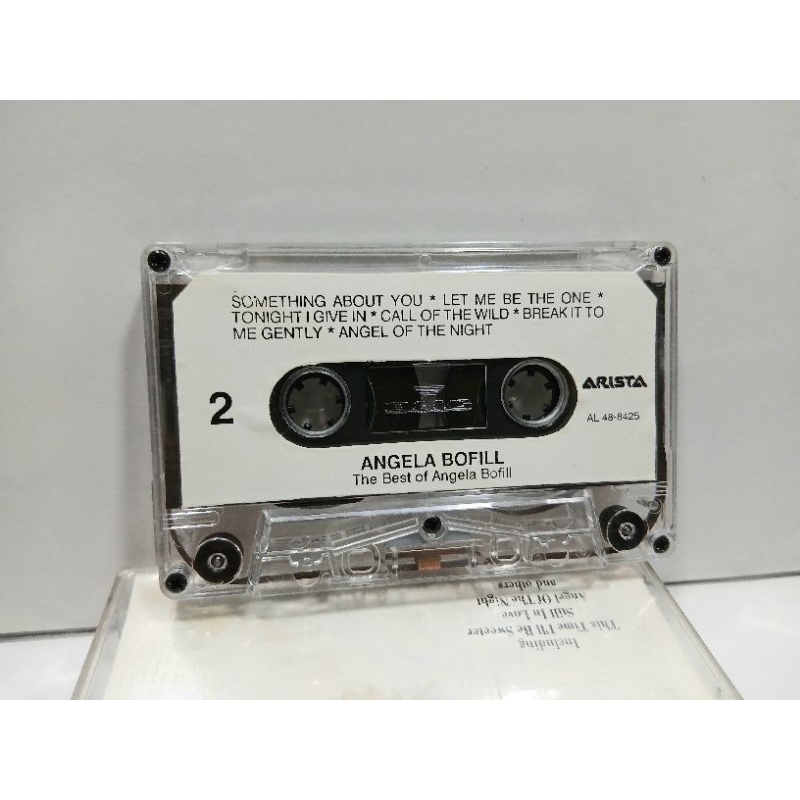 SOMETHING ABOUT YOU * LET ME BE THE ONE *
TONIGHT I GIVE IN * CALL OF THE WILD * BREAK IT TO
ME GENTLY * ANGEL OF THE NIGHT
2
ARISTA
AL 48-8425
ANGELA BOFILL
The Best of Angela Bofill
Including
This Time I'll Be Sweeter
Still In Love
Angel Of The Night
and others